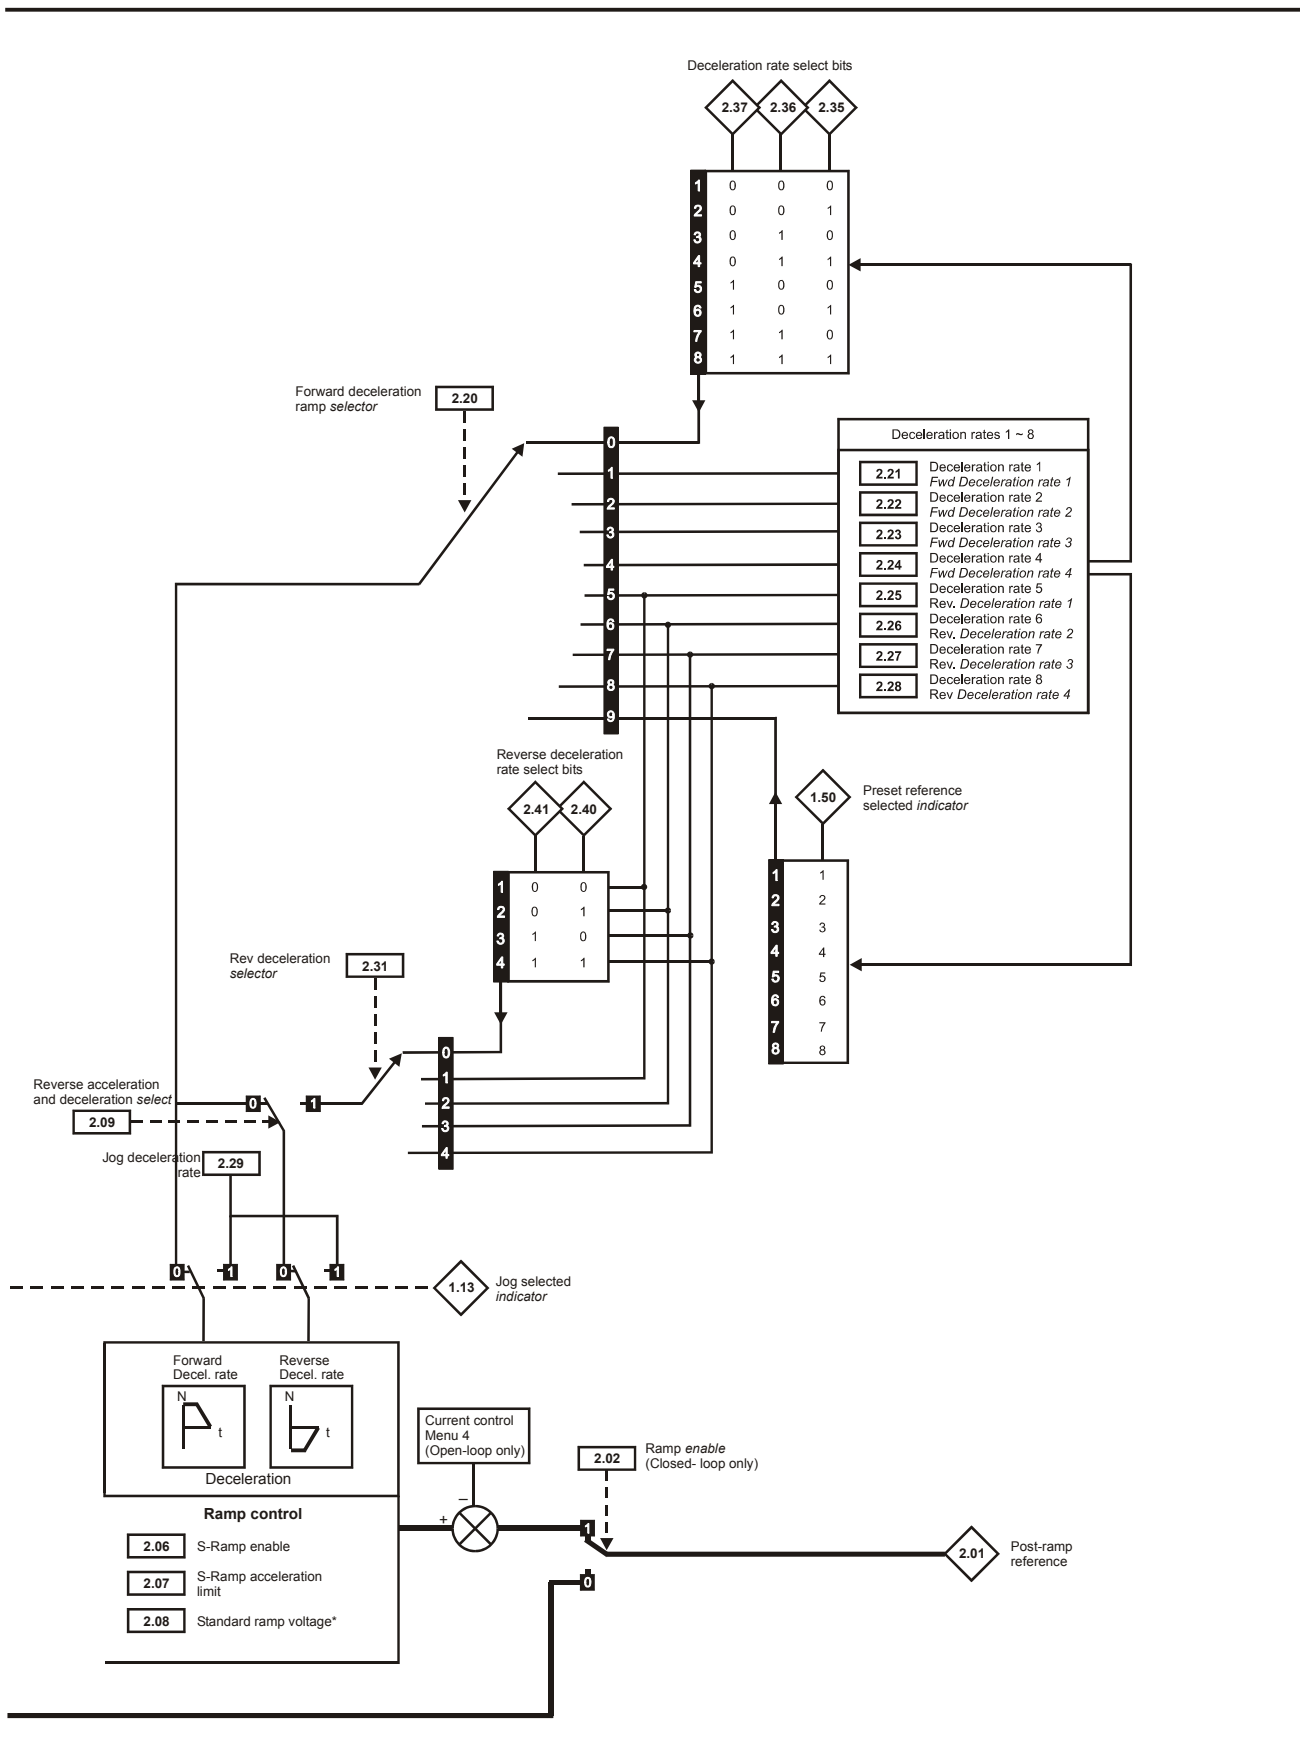 Deceleration rate select bits
2.37 2.36 2.35
1 0 0 0
2 0 0 1
3 0 1 0
4 0 1 1
5 1 0 0
6 1 0 1
7 1 1 0
8 1 1 1
Forward deceleration
ramp selector
2.20
0
1
2
3
4
5
6
7
8
9
Deceleration rates 1 ~ 8
2.21 Deceleration rate 1
Fwd Deceleration rate 1
2.22 Deceleration rate 2
Fwd Deceleration rate 2
2.23 Deceleration rate 3
Fwd Deceleration rate 3
2.24 Deceleration rate 4
Fwd Deceleration rate 4
2.25 Deceleration rate 5
Rev. Deceleration rate 1
2.26 Deceleration rate 6
Rev. Deceleration rate 2
2.27 Deceleration rate 7
Rev. Deceleration rate 3
2.28 Deceleration rate 8
Rev Deceleration rate 4
Reverse deceleration
rate select bits
2.41 2.40
1 0 0
2 0 1
3 1 0
4 1 1
1.50
Preset reference
selected indicator
1 1
2 2
3 3
4 4
5 5
6 6
7 7
8 8
Rev deceleration
selector
2.31
0
1
2
3
4
Reverse acceleration
and deceleration select
2.09
0 1
Jog deceleration
rate
2.29
0 1 0 1
1.13
Jog selected
indicator
Forward
Decel. rate
N
t
Reverse
Decel. rate
N
t
Deceleration
Ramp control
2.06 S-Ramp enable
2.07 S-Ramp acceleration
limit
2.08 Standard ramp voltage*
Current control
Menu 4
(Open-loop only)
–
+
2.02
Ramp enable
(Closed- loop only)
1
0
2.01
Post-ramp
reference